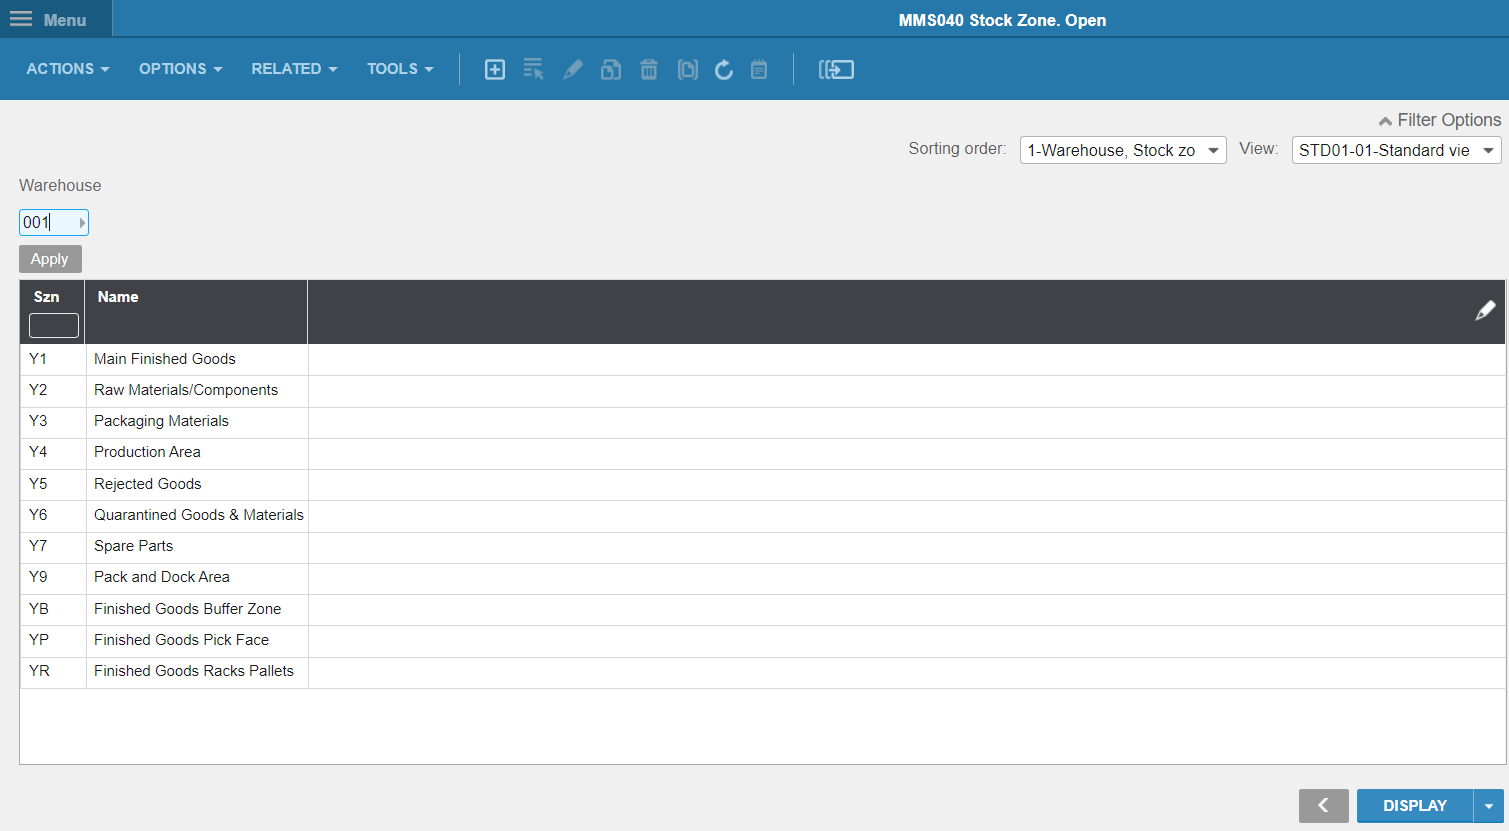 Menu
MMS040 Stock Zone. Open
ACTIONS OPTIONS RELATED TOOLS
Filter Options
Sorting order: 1-Warehouse, Stock zo View: STD01-01-Standard vie
Warehouse
001
Apply
Szn Name
Y1 Main Finished Goods
Y2 Raw Materials/Components
Y3 Packaging Materials
Y4 Production Area
Y5 Rejected Goods
Y6 Quarantined Goods & Materials
Y7 Spare Parts
Y9 Pack and Dock Area
YB Finished Goods Buffer Zone
YP Finished Goods Pick Face
YR Finished Goods Racks Pallets
DISPLAY